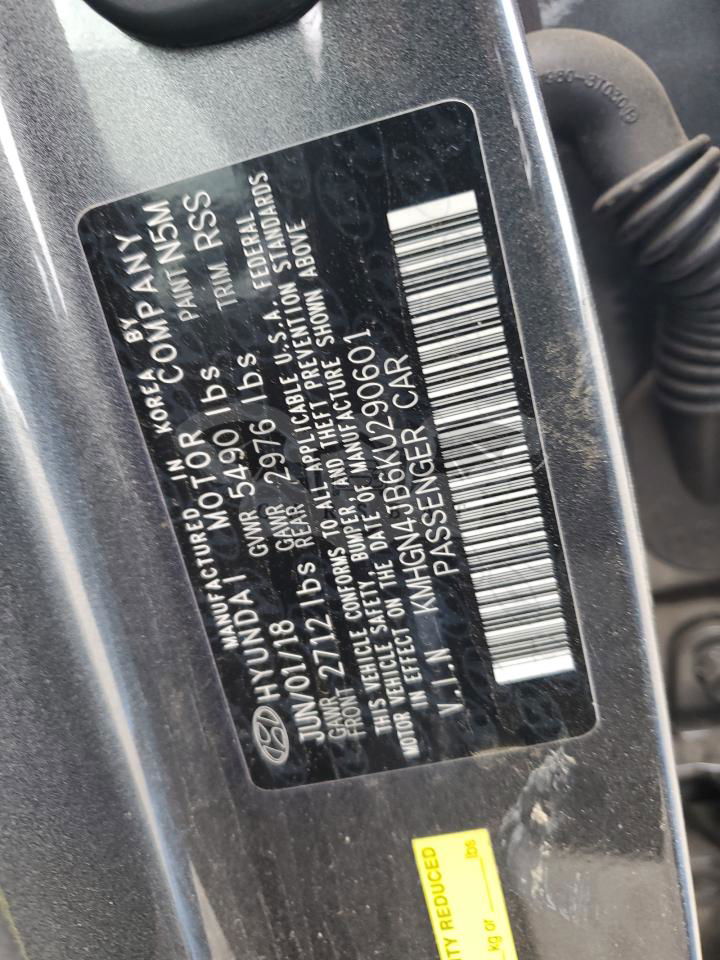 MANUFACTURED IN KOREA BY
HYUNDAI MOTOR COMPANY
JUN/01/18 GVWR 5490 lbs PAINT N5M
GAWR FRONT 2712 lbs GAWR REAR 2976 lbs TRIM RSS
THIS VEHICLE CONFORMS TO ALL APPLICABLE U.S.A. FEDERAL
MOTOR VEHICLE SAFETY, BUMPER, AND THEFT PREVENTION STANDARDS
IN EFFECT ON THE DATE OF MANUFACTURE SHOWN ABOVE
V.I.N KMHGN4JB6KU290601
PASSENGER CAR
ITY REDUCED
kg or lbs